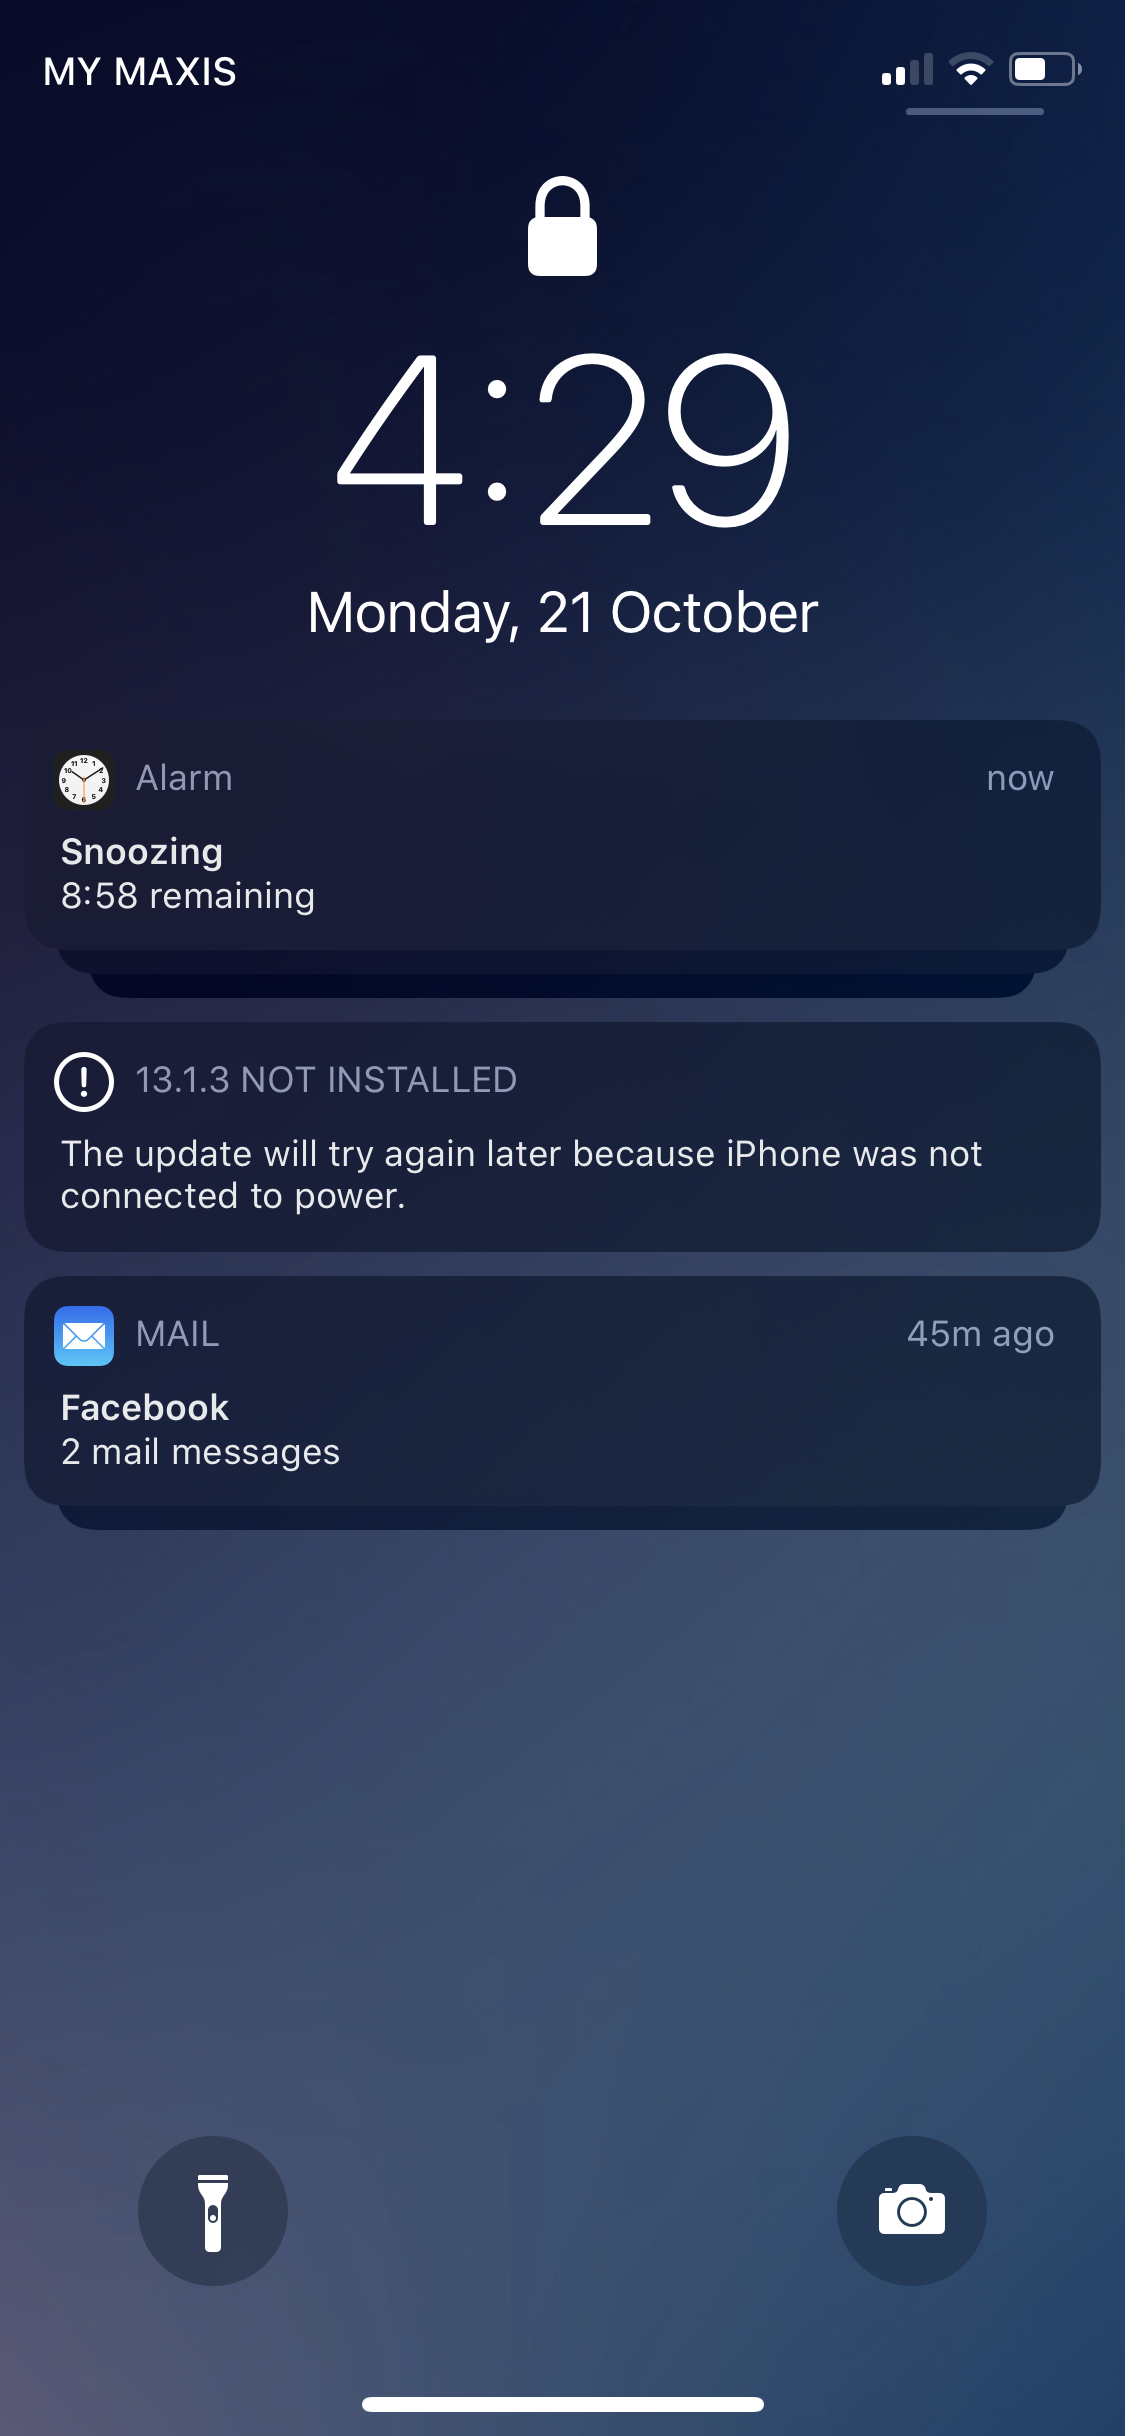 MY MAXIS
4:29
Monday, 21 October
Alarm
now
Snoozing
8:58 remaining
13.1.3 NOT INSTALLED
The update will try again later because iPhone was not
connected to power.
MAIL
45m ago
Facebook
2 mail messages